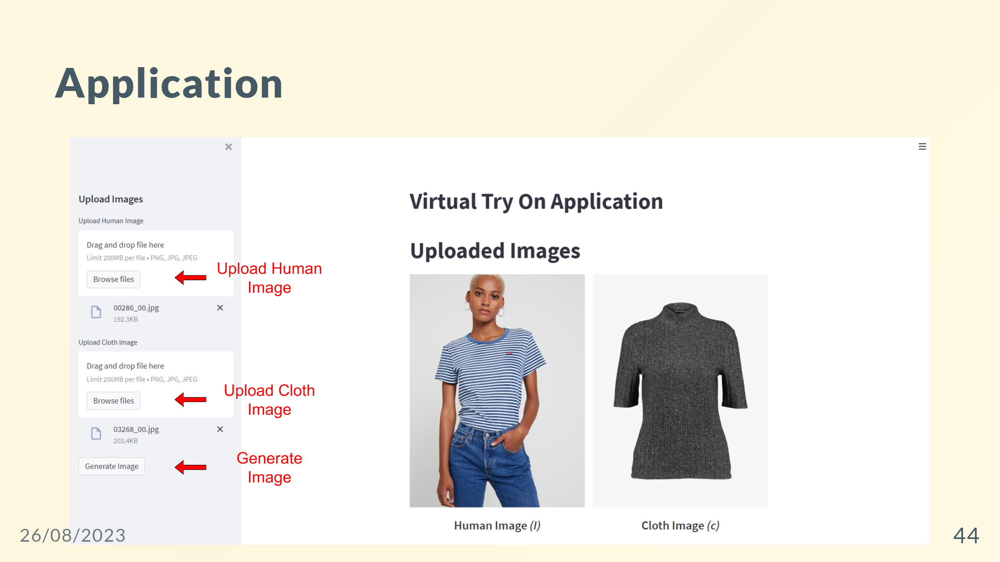 Application
Upload Images
Upload Human Image
Drag and drop file here
Limit 200MB per file • PNG, JPG, JPEG
Browse files
Upload Human
Image
00286_00.jpg
192.3KB
Upload Cloth Image
Drag and drop file here
Limit 200MB per file • PNG, JPG, JPEG
Browse files
Upload Cloth
Image
03268_00.jpg
203.4KB
Generate Image
Generate
Image
Virtual Try On Application
Uploaded Images
Human Image (I)
Cloth Image (c)
26/08/2023
44